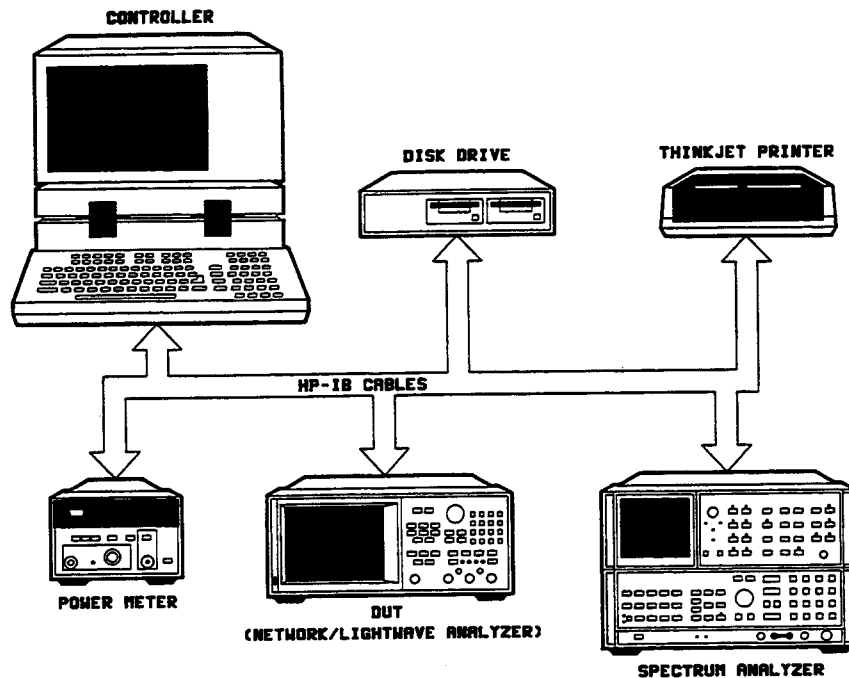 CONTROLLER
DISK DRIVE
THINKJET PRINTER
HP-IB CABLES
POWER METER
DUT
(NETWORK/LIGHTWAVE ANALYZER)
SPECTRUM ANALYZER